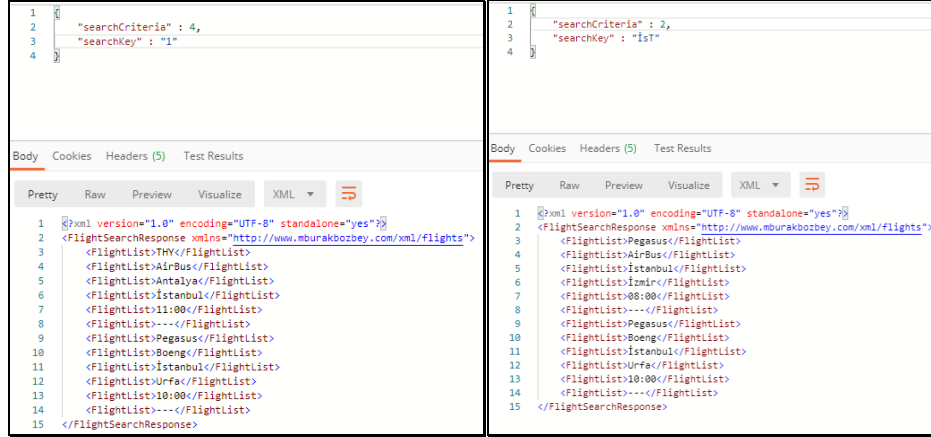 1 {
2 "searchCriteria" : 4,
3 "searchKey" : "1"
4 }
Body Cookies Headers (5) Test Results
Pretty Raw Preview Visualize XML
1 <?xml version="1.0" encoding="UTF-8" standalone="yes"?>
2 <FlightSearchResponse xmlns="http://www.mburakbozbey.com/xml/flights">
3 <FlightList>THY</FlightList>
4 <FlightList>AirBus</FlightList>
5 <FlightList>Antalya</FlightList>
6 <FlightList>İstanbul</FlightList>
7 <FlightList>11:00</FlightList>
8 <FlightList>---</FlightList>
9 <FlightList>Pegasus</FlightList>
10 <FlightList>Boeng</FlightList>
11 <FlightList>İstanbul</FlightList>
12 <FlightList>Urfa</FlightList>
13 <FlightList>10:00</FlightList>
14 <FlightList>---</FlightList>
15 </FlightSearchResponse>
1 {
2 "searchCriteria" : 2,
3 "searchKey" : "İsT"
4 }
Body Cookies Headers (5) Test Results
Pretty Raw Preview Visualize XML
1 <?xml version="1.0" encoding="UTF-8" standalone="yes"?>
2 <FlightSearchResponse xmlns="http://www.mburakbozbey.com/xml/flights">
3 <FlightList>Pegasus</FlightList>
4 <FlightList>AirBus</FlightList>
5 <FlightList>İstanbul</FlightList>
6 <FlightList>İzmir</FlightList>
7 <FlightList>08:00</FlightList>
8 <FlightList>---</FlightList>
9 <FlightList>Pegasus</FlightList>
10 <FlightList>Boeng</FlightList>
11 <FlightList>İstanbul</FlightList>
12 <FlightList>Urfa</FlightList>
13 <FlightList>10:00</FlightList>
14 <FlightList>---</FlightList>
15 </FlightSearchResponse>